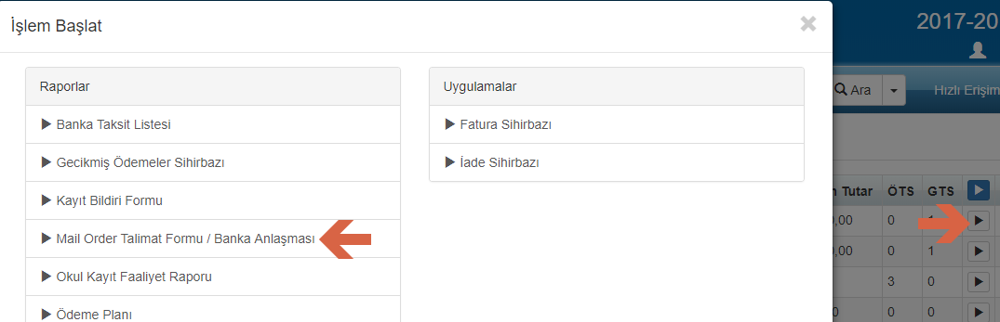 İşlem Başlat
2017-20
Raporlar
Uygulamalar
Ara
Hızlı Erişim
Banka Taksit Listesi
Fatura Sihirbazı
Gecikmiş Ödemeler Sihirbazı
İade Sihirbazı
Kayıt Bildiri Formu
Tutar ÖTS GTS
Mail Order Talimat Formu / Banka Anlaşması
0,00 0 1
0,00 0 1
Okul Kayıt Faaliyet Raporu
3 0
Ödeme Planı
0 0 0